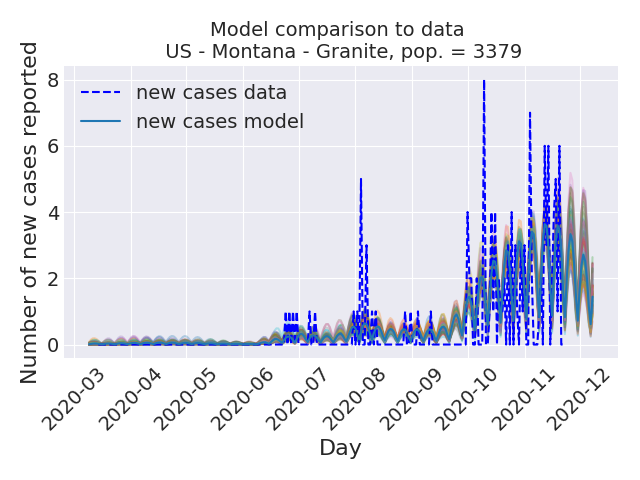 Model comparison to data
US - Montana - Granite, pop. = 3379
Number of new cases reported
8
6
4
2
0
new cases data
new cases model
2020-03
2020-04
2020-05
2020-06
2020-07
2020-08
2020-09
2020-10
2020-11
2020-12
Day